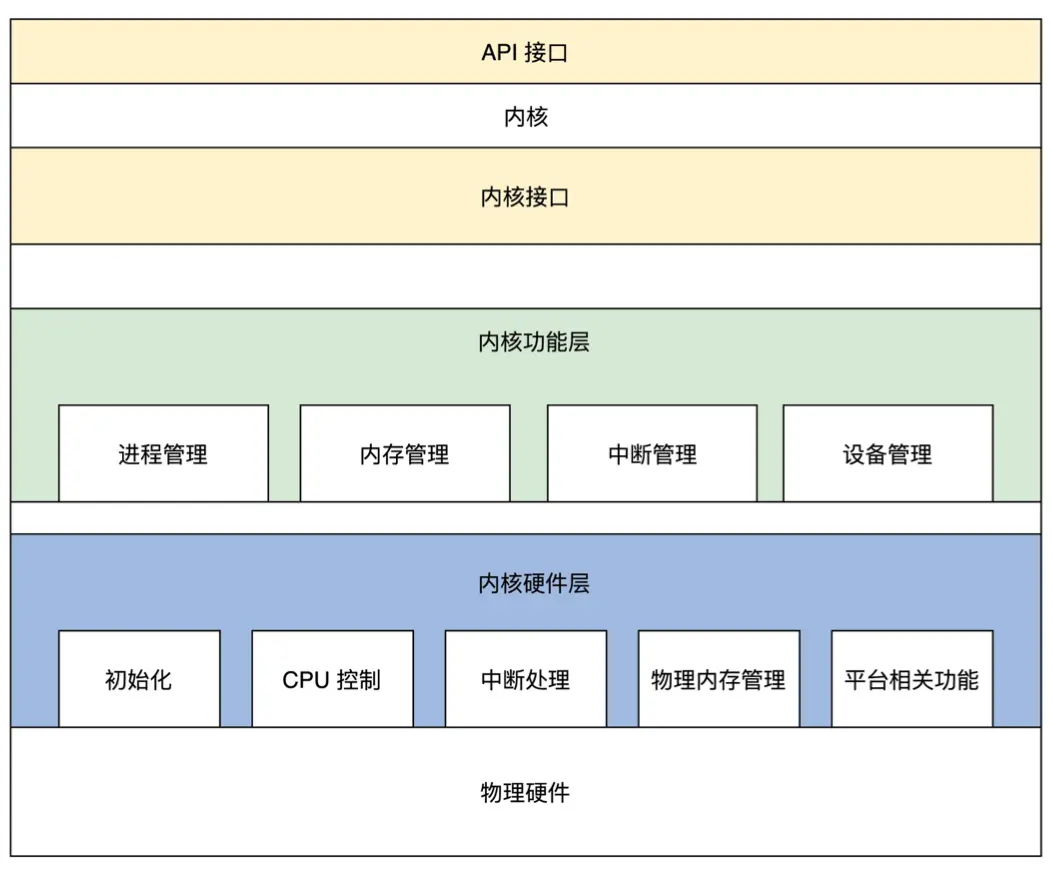 API 接口
内核
内核接口
内核功能层
进程管理
内存管理
中断管理
设备管理
内核硬件层
初始化
CPU 控制
中断处理
物理内存管理
平台相关功能
物理硬件